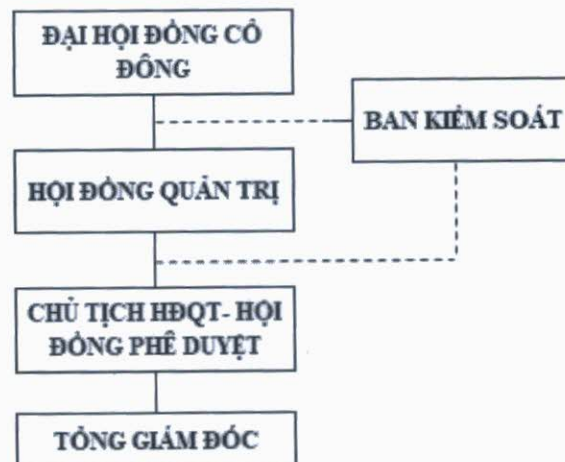 ĐẠI HỘI ĐỒNG CỔ
ĐÔNG
BAN KIỂM SOÁT
HỘI ĐỒNG QUẢN TRỊ
CHỦ TỊCH HĐQT- HỘI
ĐỒNG PHÊ DUYỆT
TỔNG GIÁM ĐỐC